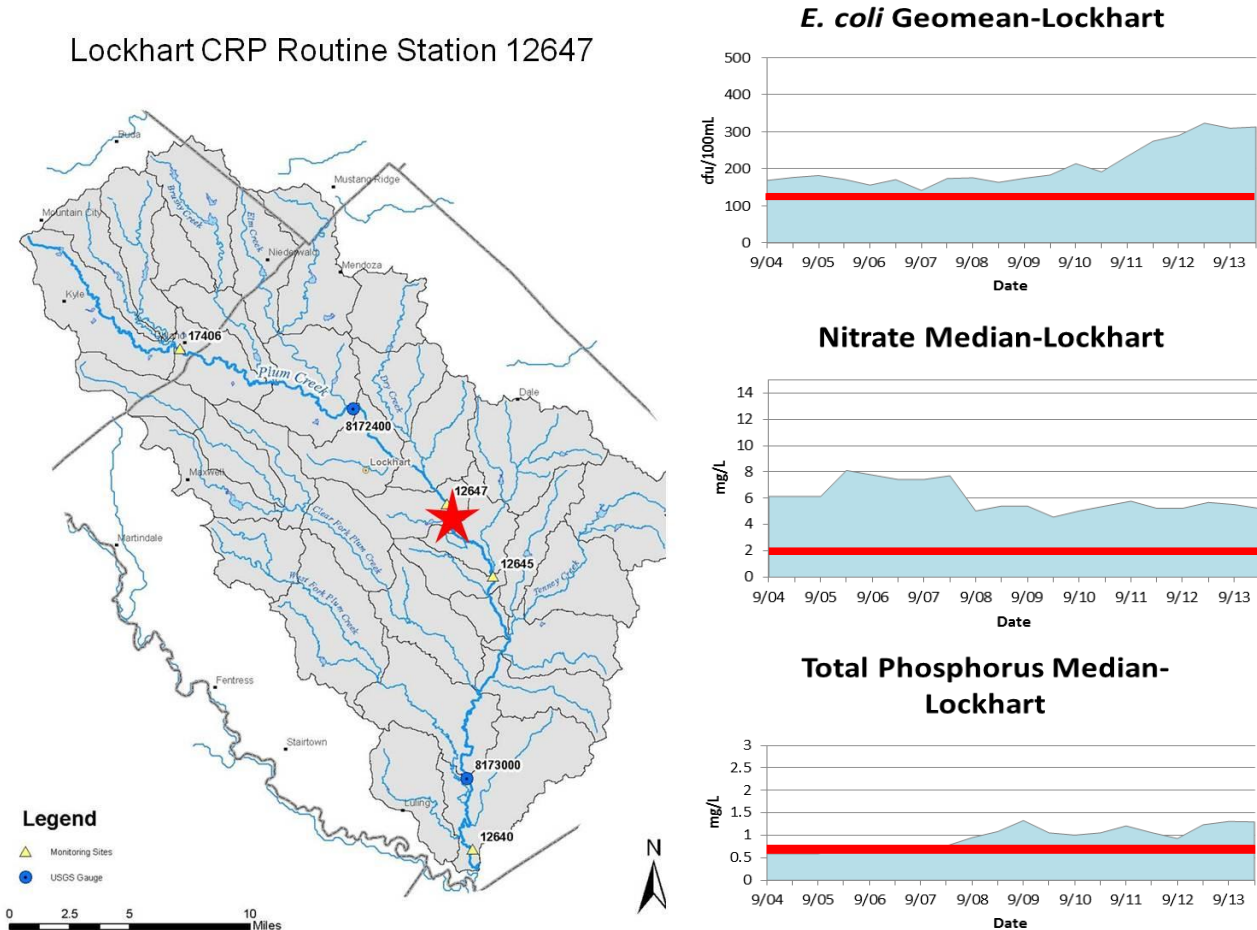 Lockhart CRP Routine Station 12647
Buda
Mustang Ridge
Mountain City
Brushy Creek
Elm Creek
Niederwald
Mendoza
Kyle
17406
Plum Creek
Dry Creek
Dale
8172400
Lockhart
Maxwell
12647
Clear Fork Plum Creek
Martindale
12645
Tenney Creek
West Fork Plum Creek
Fentress
Stairtown
8173000
Luling
12640
Legend
Monitoring Sites
USGS Gauge
N
0 2.5 5 10
Miles
E. coli Geomean-Lockhart
500
400
300
200
100
0
cfu/100mL
9/04 9/05 9/06 9/07 9/08 9/09 9/10 9/11 9/12 9/13
Date
Nitrate Median-Lockhart
14
12
10
8
6
4
2
0
mg/L
9/04 9/05 9/06 9/07 9/08 9/09 9/10 9/11 9/12 9/13
Date
Total Phosphorus Median-
Lockhart
3
2.5
2
1.5
1
0.5
0
mg/L
9/04 9/05 9/06 9/07 9/08 9/09 9/10 9/11 9/12 9/13
Date